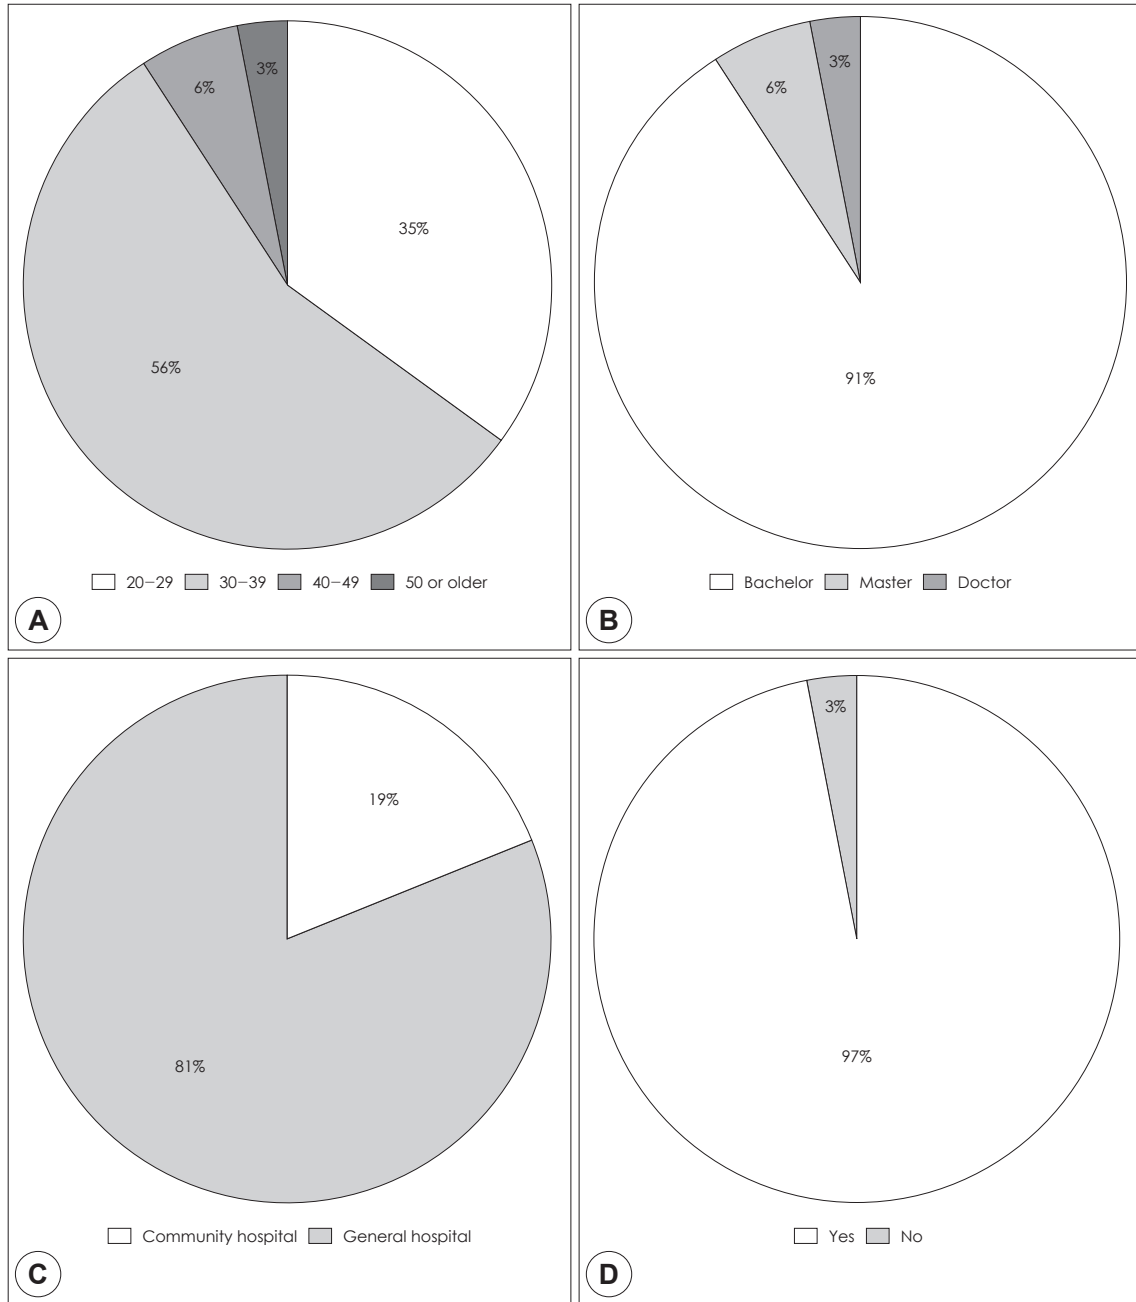 3%
6%
35%
56%
20−29 30−39 40−49 50 or older
A
3%
6%
91%
Bachelor Master Doctor
B
19%
81%
Community hospital General hospital
C
3%
97%
Yes No
D